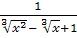 1/(∛x² − ∛x + 1)